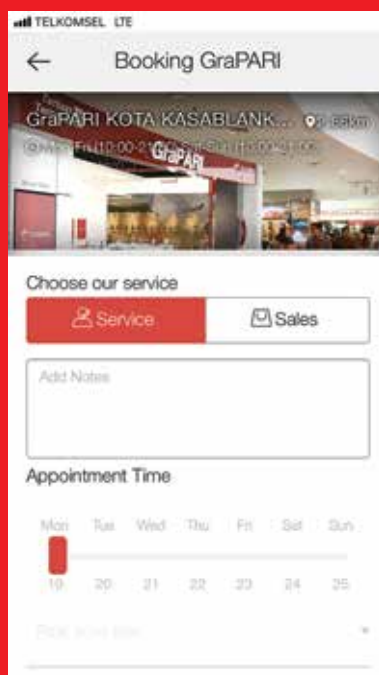 TELKOMSEL LTE
Booking GraPARI
GraPARI KOTA KASABLANK...
GraPARI
Choose our service
Service Sales
Add Notes
Appointment Time
Mon Tue Wed Thu Fri Sat Sun
19 20 21 22 23 24 25